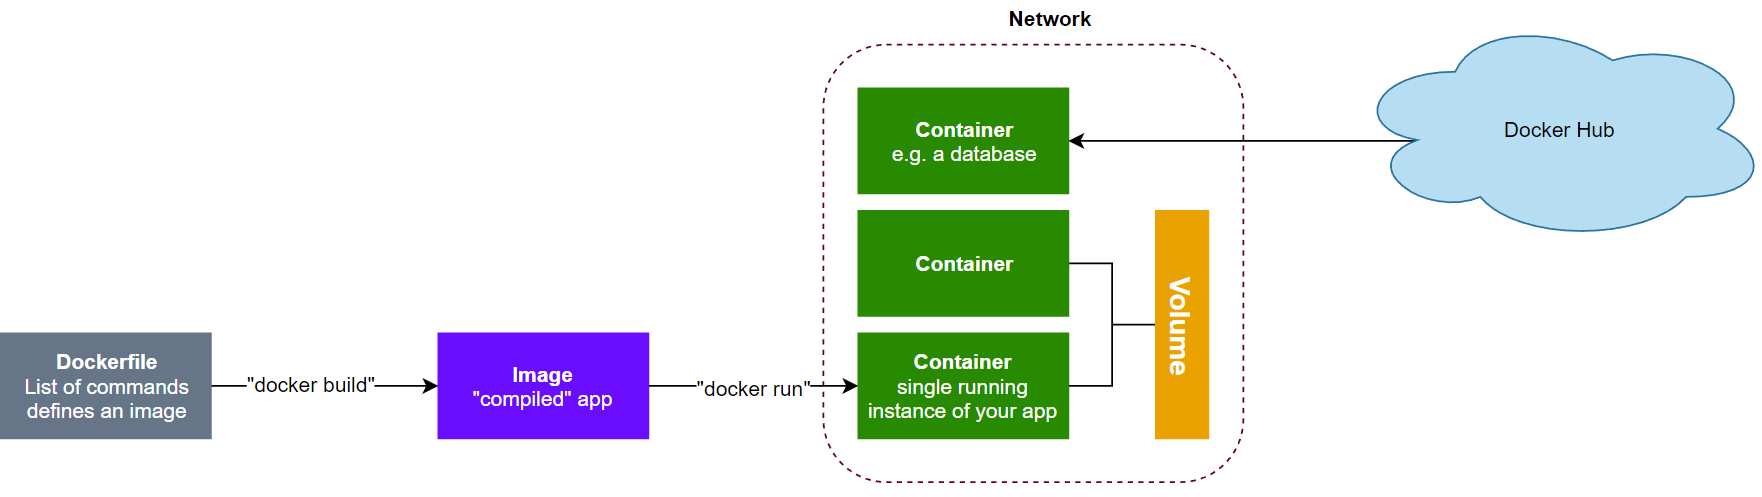 Network
Container
e.g. a database
Docker Hub
Container
Volume
Dockerfile
List of commands
defines an image
"docker build"
Image
"compiled" app
"docker run"
Container
single running
instance of your app